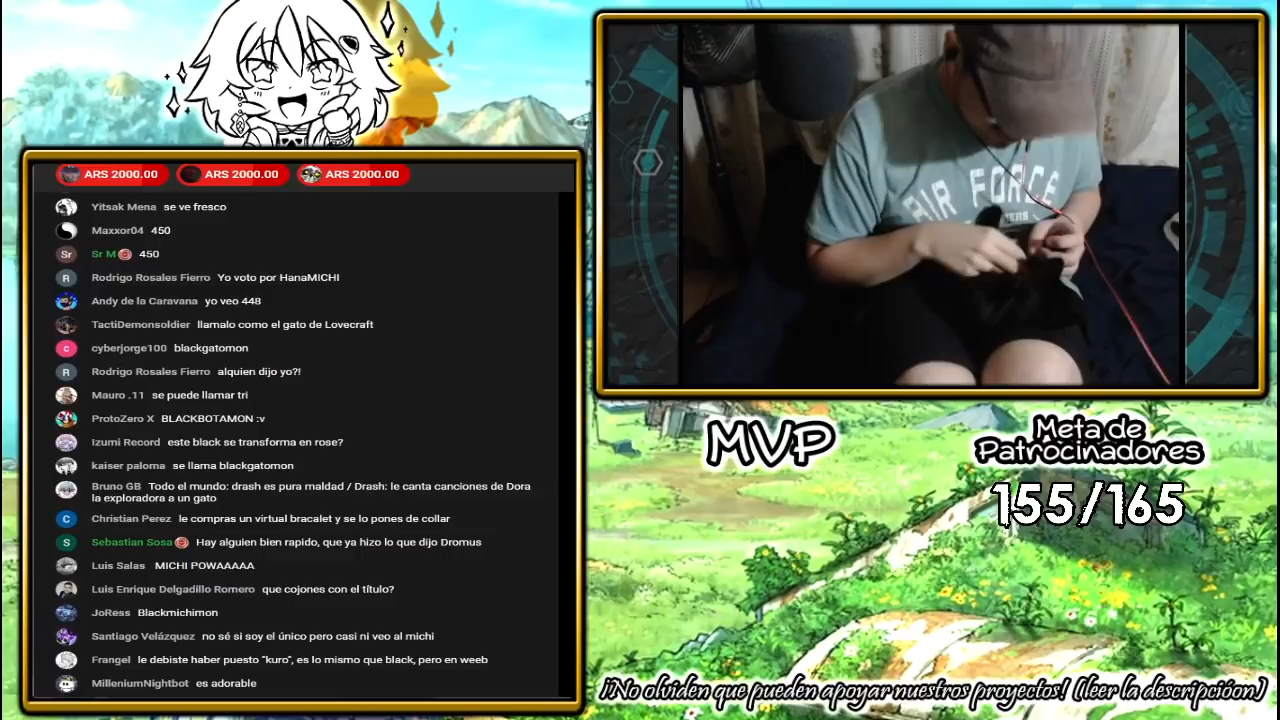 ARS 2000.00 ARS 2000.00 ARS 2000.00
Yitsak Mena se ve fresco
Maxxor04 450
Sr Sr M 450
R Rodrigo Rosales Fierro Yo voto por HanaMICHI
Andy de la Caravana yo veo 448
TactiDemonsoldier llamalo como el gato de Lovecraft
c cyberjorge100 blackgatomon
R Rodrigo Rosales Fierro alquien dijo yo?!
Mauro .11 se puede llamar tri
ProtoZero X BLACKBOTAMON :v
Izumi Record este black se transforma en rose?
kaiser paloma se llama blackgatomon
Bruno GB Todo el mundo: drash es pura maldad / Drash: le canta canciones de Dora
la exploradora a un gato
C Christian Perez le compras un virtual bracalet y se lo pones de collar
S Sebastian Sosa Hay alguien bien rapido, que ya hizo lo que dijo Dromus
Luis Salas MICHI POWAAAAA
Luis Enrique Delgadillo Romero que cojones con el título?
JoRess Blackmichimon
Santiago Velázquez no sé si soy el único pero casi ni veo al michi
Frangel le debiste haber puesto "kuro", es lo mismo que black, pero en weeb
MilleniumNightbot es adorable
AIR FORCE
MVP
Meta de
Patrocinadores
155/165
¡No olviden que pueden apoyar nuestros proyectos! (leer la descripcióon)